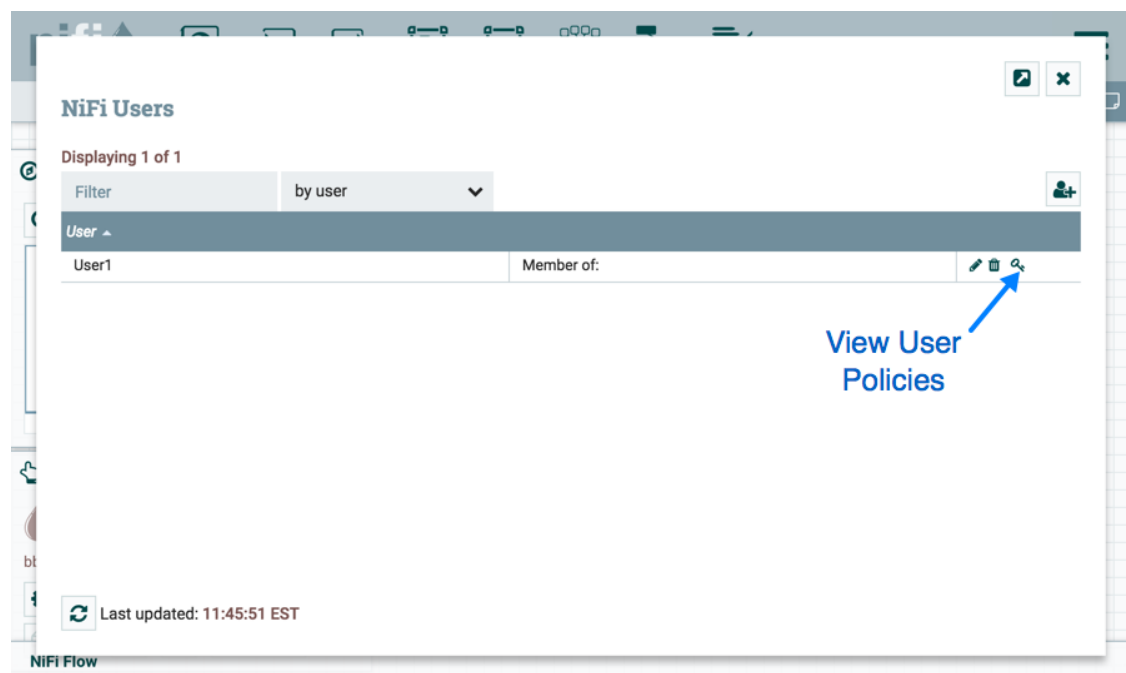 NiFi Users
Displaying 1 of 1
Filter by user
User
User1 Member of:
View User
Policies
Last updated: 11:45:51 EST
NiFi Flow